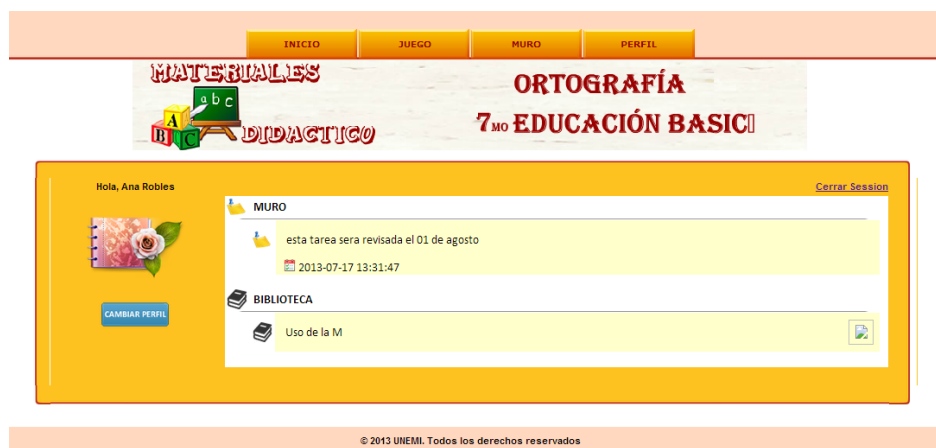 INICIO JUEGO MURO PERFIL
MATERIALES
a b c
A
B C
DIDACTICO
ORTOGRAFÍA
7MO EDUCACIÓN BASIC▯
Hola, Ana Robles
Cerrar Session
MURO
esta tarea sera revisada el 01 de agosto
2013-07-17 13:31:47
CAMBIAR PERFIL
BIBLIOTECA
Uso de la M
© 2013 UNEMI. Todos los derechos reservados